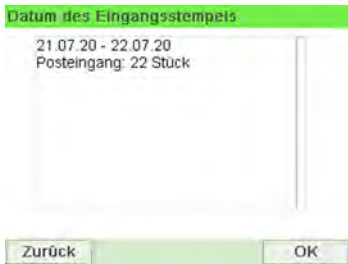 Datum des Eingangsstempels
21.07.20 - 22.07.20
Posteingang: 22 Stück
Zurück
OK